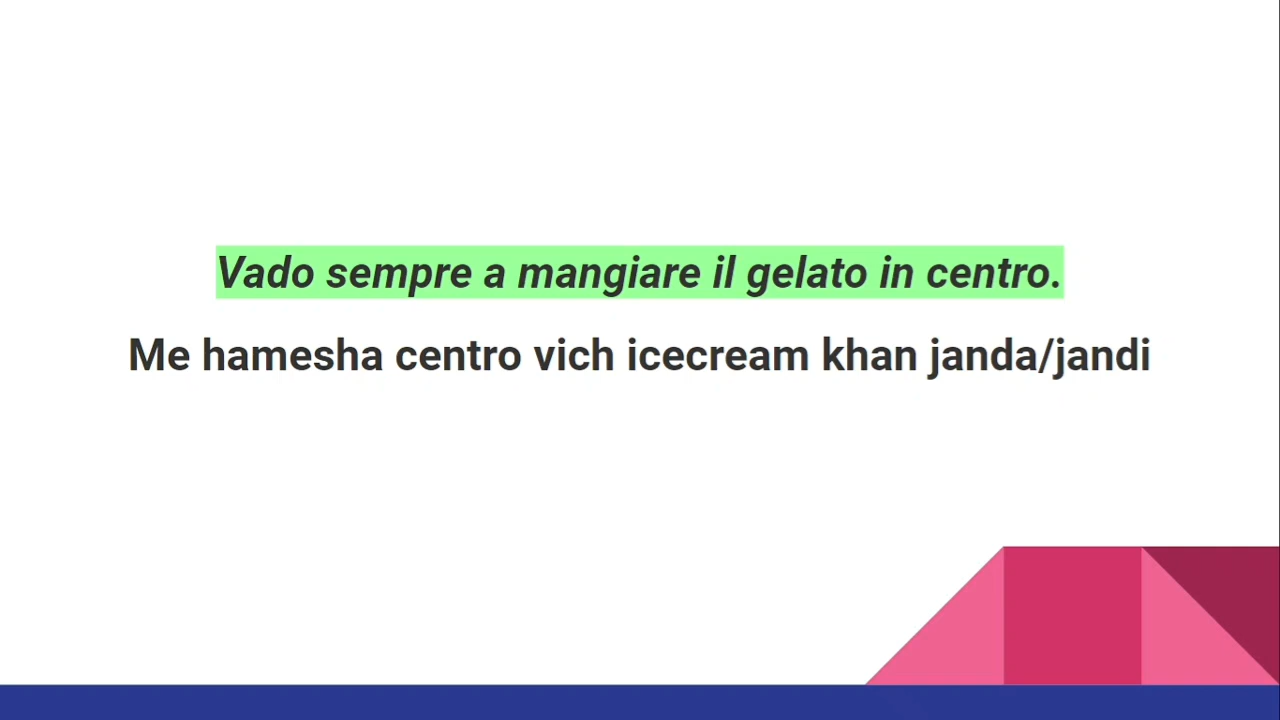 Vado sempre a mangiare il gelato in centro.
Me hamesha centro vich icecream khan janda/jandi